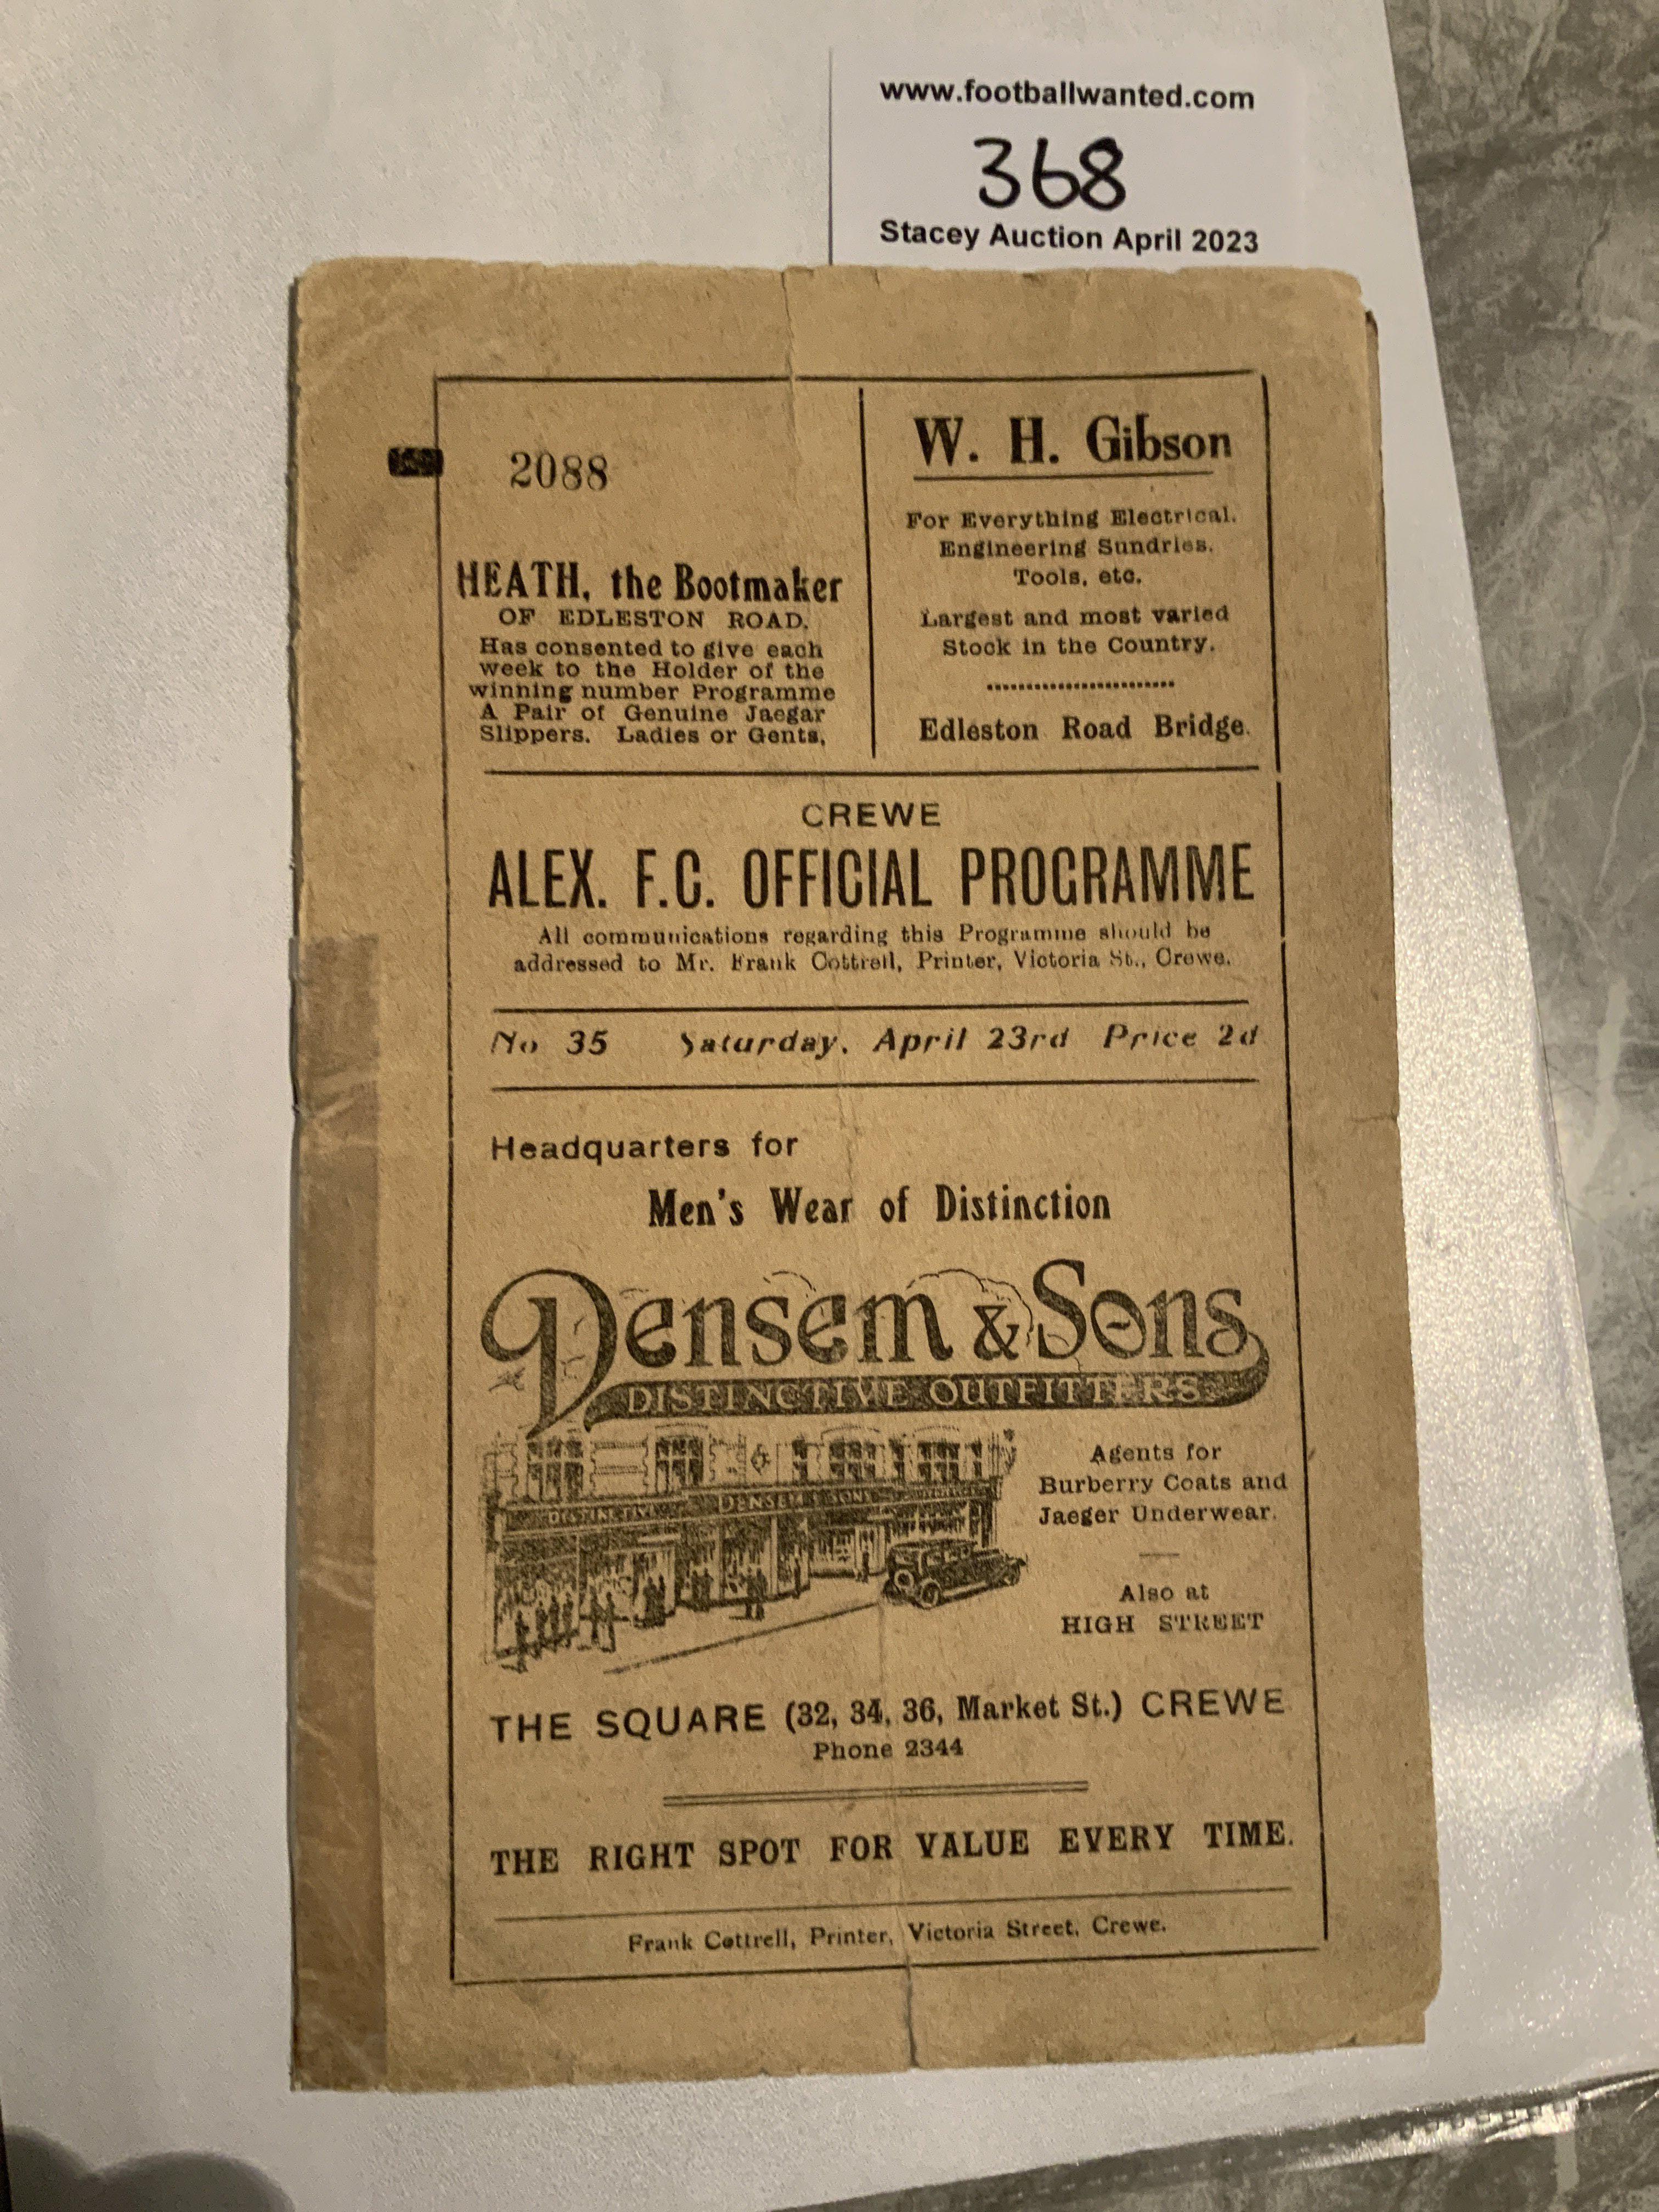 www.footballwanted.com
368
Stacey Auction April 2023
2088
HEATH, the Bootmaker
OF EDLESTON ROAD.
Has consented to give each
week to the Holder of the
winning number Programme
A Pair of Genuine Jaegar
Slippers. Ladies or Gents,
W. H. Gibson
For Everything Electrical.
Engineering Sundries.
Tools, etc.
Largest and most varied
Stock in the Country.
Edleston Road Bridge.
CREWE
ALEX. F.C. OFFICIAL PROGRAMME
All communications regarding this Programme should be
addressed to Mr. Frank Cottrell, Printer, Victoria St., Crewe.
No 35 Saturday, April 23rd Price 2d
Headquarters for
Men's Wear of Distinction
Densem & Sons
DISTINCTIVE OUTFITTERS
DISTINCTIVE DENSEM & SONS
Agents for
Burberry Coats and
Jaeger Underwear.
Also at
HIGH STREET
THE SQUARE (32, 34, 36, Market St.) CREWE
Phone 2344
THE RIGHT SPOT FOR VALUE EVERY TIME.
Frank Cottrell, Printer, Victoria Street, Crewe.